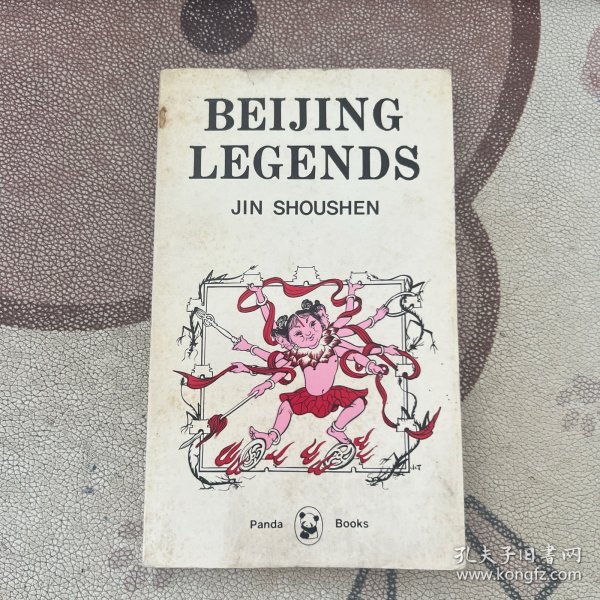 BEIJING
LEGENDS
JIN SHOUSHEN
Panda Books
孔夫子旧书网
www.kongfz.com